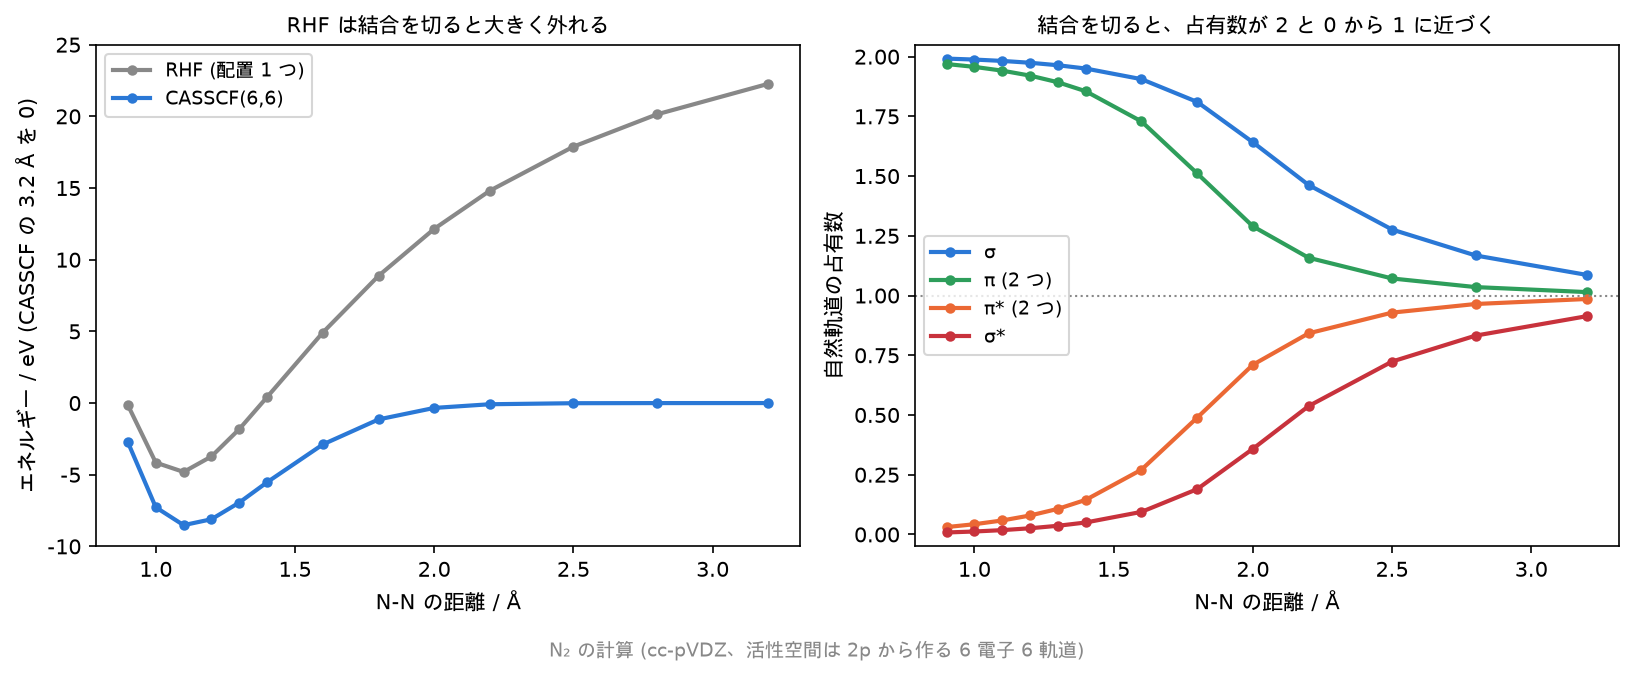 RHF は結合を切ると大きく外れる
RHF (配置 1 つ)
CASSCF(6,6)
エネルギー / eV (CASSCF の 3.2 Å を 0)
25
20
15
10
5
0
-5
-10
1.0
1.5
2.0
2.5
3.0
N-N の距離 / Å
結合を切ると、占有数が 2 と 0 から 1 に近づく
σ
π (2 つ)
π* (2 つ)
σ*
自然軌道の占有数
2.00
1.75
1.50
1.25
1.00
0.75
0.50
0.25
0.00
1.0
1.5
2.0
2.5
3.0
N-N の距離 / Å
N₂ の計算 (cc-pVDZ、活性空間は 2p から作る 6 電子 6 軌道)